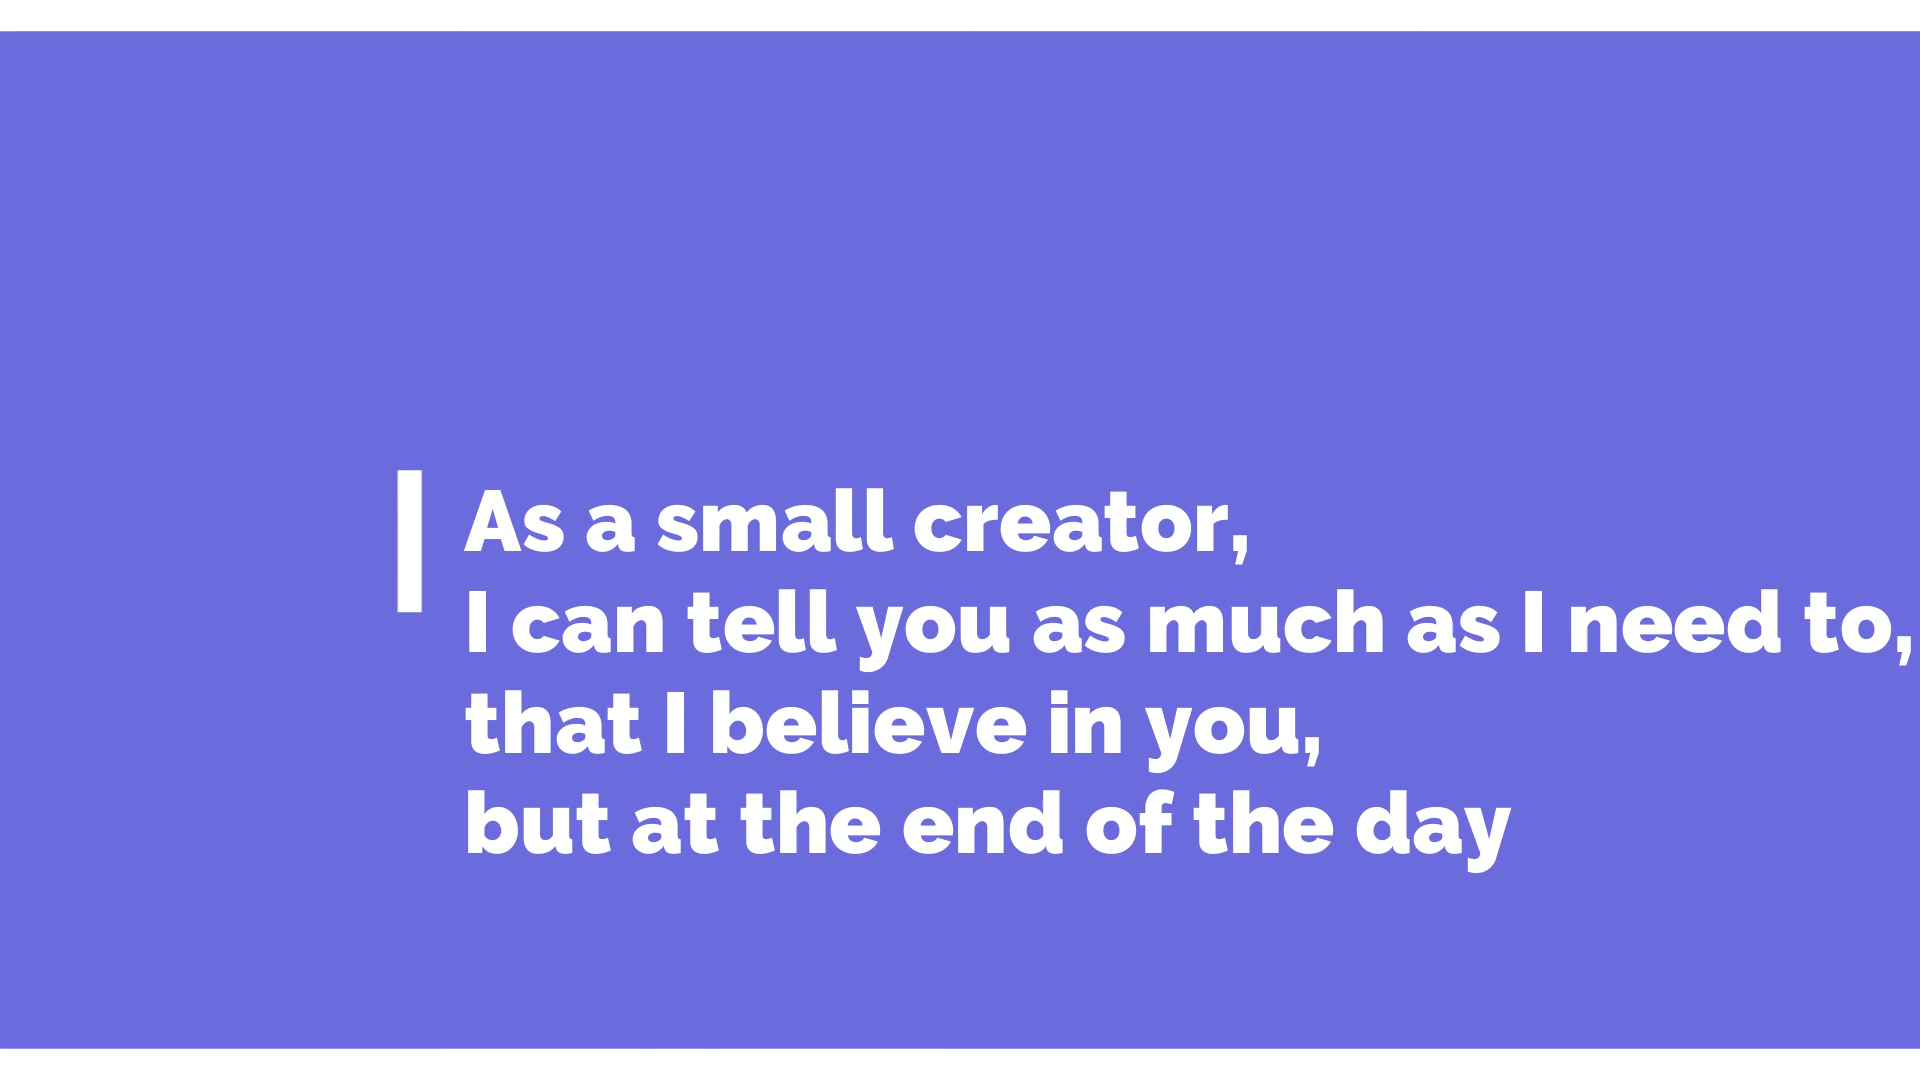 As a small creator,
I can tell you as much as I need to,
that I believe in you,
but at the end of the day